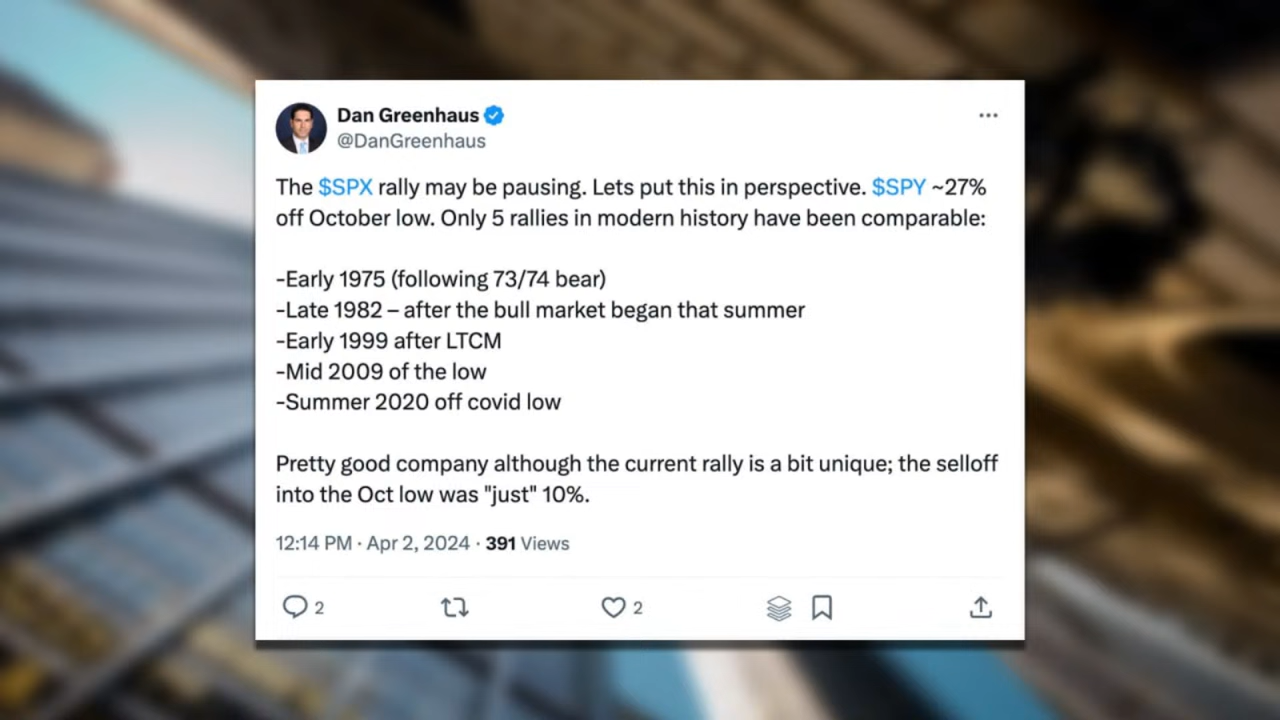 Dan Greenhaus
@DanGreenhaus
The $SPX rally may be pausing. Lets put this in perspective. $SPY ~27%
off October low. Only 5 rallies in modern history have been comparable:
-Early 1975 (following 73/74 bear)
-Late 1982 – after the bull market began that summer
-Early 1999 after LTCM
-Mid 2009 of the low
-Summer 2020 off covid low
Pretty good company although the current rally is a bit unique; the selloff
into the Oct low was "just" 10%.
12:14 PM · Apr 2, 2024 · 391 Views
2 2